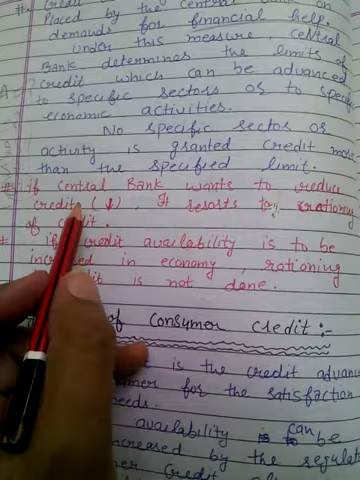 placed by the central Bank on
demands for financial help.
Under this measure, Central
Bank determines the limits of
credit which can be advanced
to specific sectors or to specific
economic activities.
No specific sector or
activity is granted credit more
than the specified limit.
# if Central Bank wants to reduce
credit (↓) It resorts to rationing
of credit.
# if credit availability is to be
in economy, rationing
is not done.
of Consumer Credit :-
is the credit advance
for the satisfaction
needs.
availability is can be
increased by the regulat